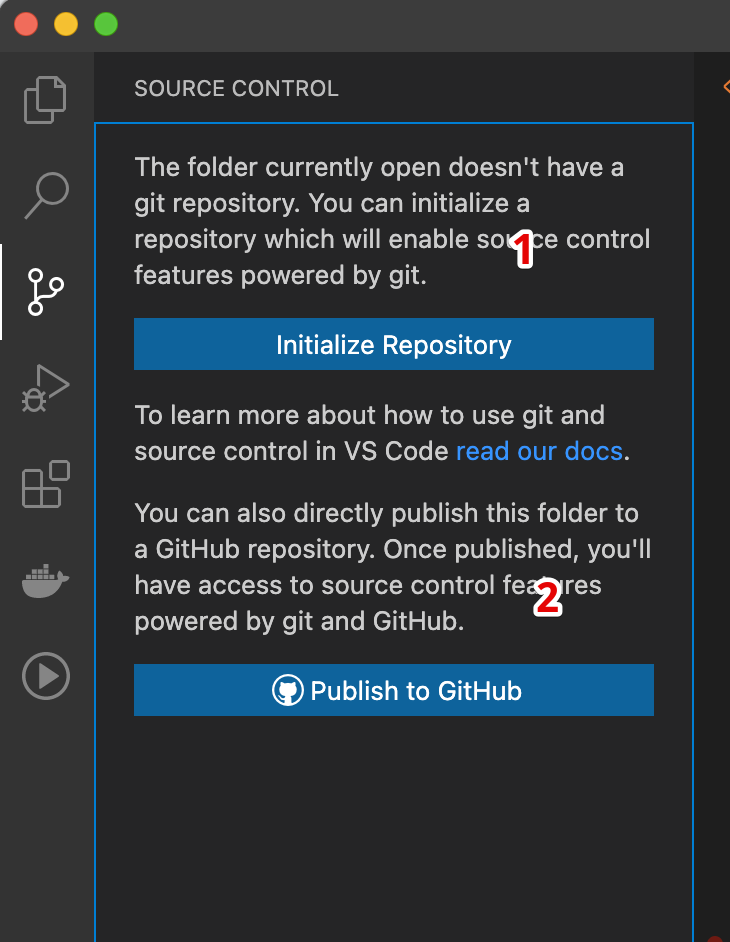 SOURCE CONTROL
The folder currently open doesn't have a
git repository. You can initialize a
repository which will enable source control
features powered by git.
1
Initialize Repository
To learn more about how to use git and
source control in VS Code read our docs.
You can also directly publish this folder to
a GitHub repository. Once published, you'll
have access to source control features
powered by git and GitHub.
2
Publish to GitHub